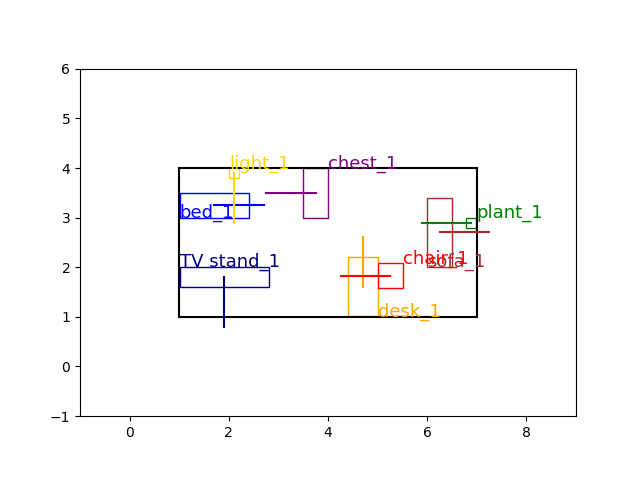 6
5
4
3
2
1
0
−1
light_1
chest_1
bed_1
plant_1
TV stand_1
chair_1
sofa_1
desk_1
0
2
4
6
8